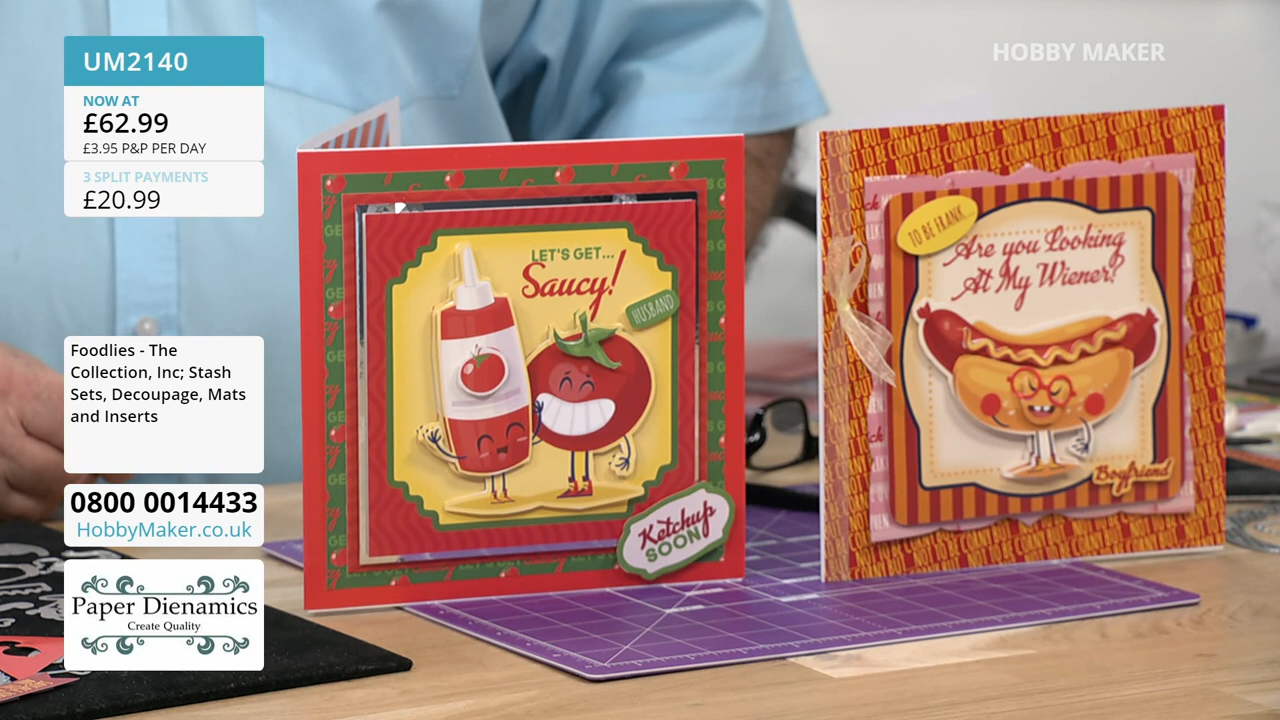 UM2140
NOW AT
£62.99
£3.95 P&P PER DAY
3 SPLIT PAYMENTS
£20.99
Foodlies - The
Collection, Inc; Stash
Sets, Decoupage, Mats
and Inserts
0800 0014433
HobbyMaker.co.uk
Paper Dienamics
Create Quality
HOBBY MAKER
LET'S GET...
Saucy!
HUSBAND
Ketchup
SOON
TO BE FRANK...
Are you Looking
At My Wiener?
Boyfriend